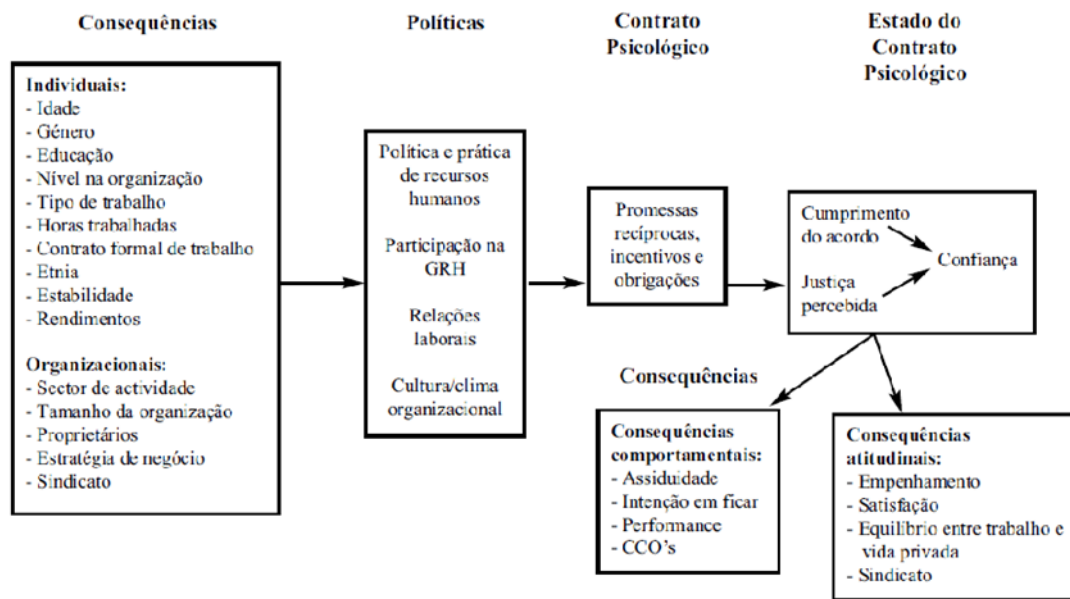 Consequências
Individuais:
- Idade
- Género
- Educação
- Nível na organização
- Tipo de trabalho
- Horas trabalhadas
- Contrato formal de trabalho
- Etnia
- Estabilidade
- Rendimentos
Organizacionais:
- Sector de actividade
- Tamanho da organização
- Proprietários
- Estratégia de negócio
- Sindicato
Políticas
Política e prática
de recursos
humanos
Participação na
GRH
Relações
laborais
Cultura/clima
organizacional
Contrato
Psicológico
Promessas
recíprocas,
incentivos e
obrigações
Estado do
Contrato
Psicológico
Cumprimento
do acordo
Justiça
percebida
Confiança
Consequências
Consequências
comportamentais:
- Assiduidade
- Intenção em ficar
- Performance
- CCO's
Consequências
atitudinais:
- Empenhamento
- Satisfação
- Equilíbrio entre trabalho e
vida privada
- Sindicato